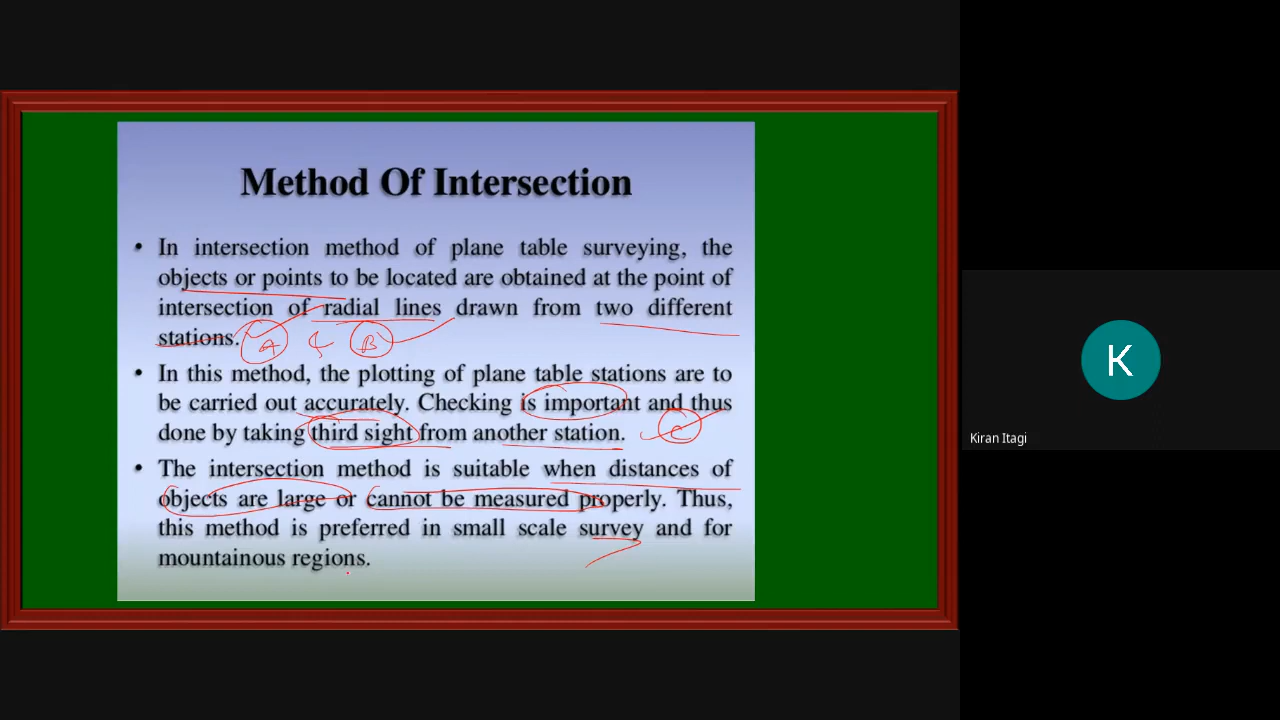 Method Of Intersection
• In intersection method of plane table surveying, the
objects or points to be located are obtained at the point of
intersection of radial lines drawn from two different
stations. A & B
• In this method, the plotting of plane table stations are to
be carried out accurately. Checking is important and thus
done by taking third sight from another station. C
• The intersection method is suitable when distances of
objects are large or cannot be measured properly. Thus,
this method is preferred in small scale survey and for
mountainous regions.
K
Kiran Itagi